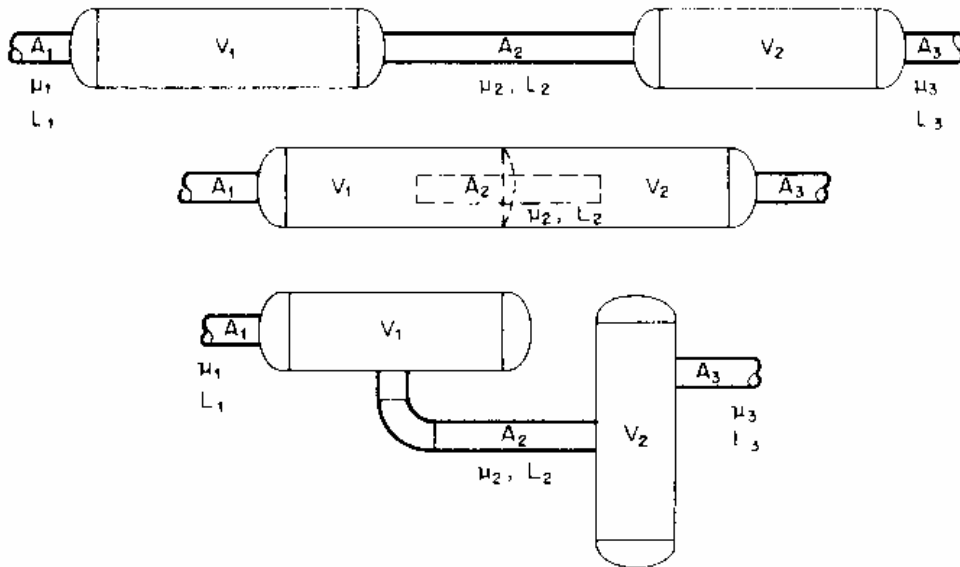 A₁ V₁ A₂ V₂ A₃
μ₁ μ₂, L₂ μ₃
L₁ L₃
A₁ V₁ A₂ V₂ A₃
μ₂, L₂
A₁ V₁
μ₁ A₃
L₁ μ₃
A₂ V₂ L₃
μ₂, L₂